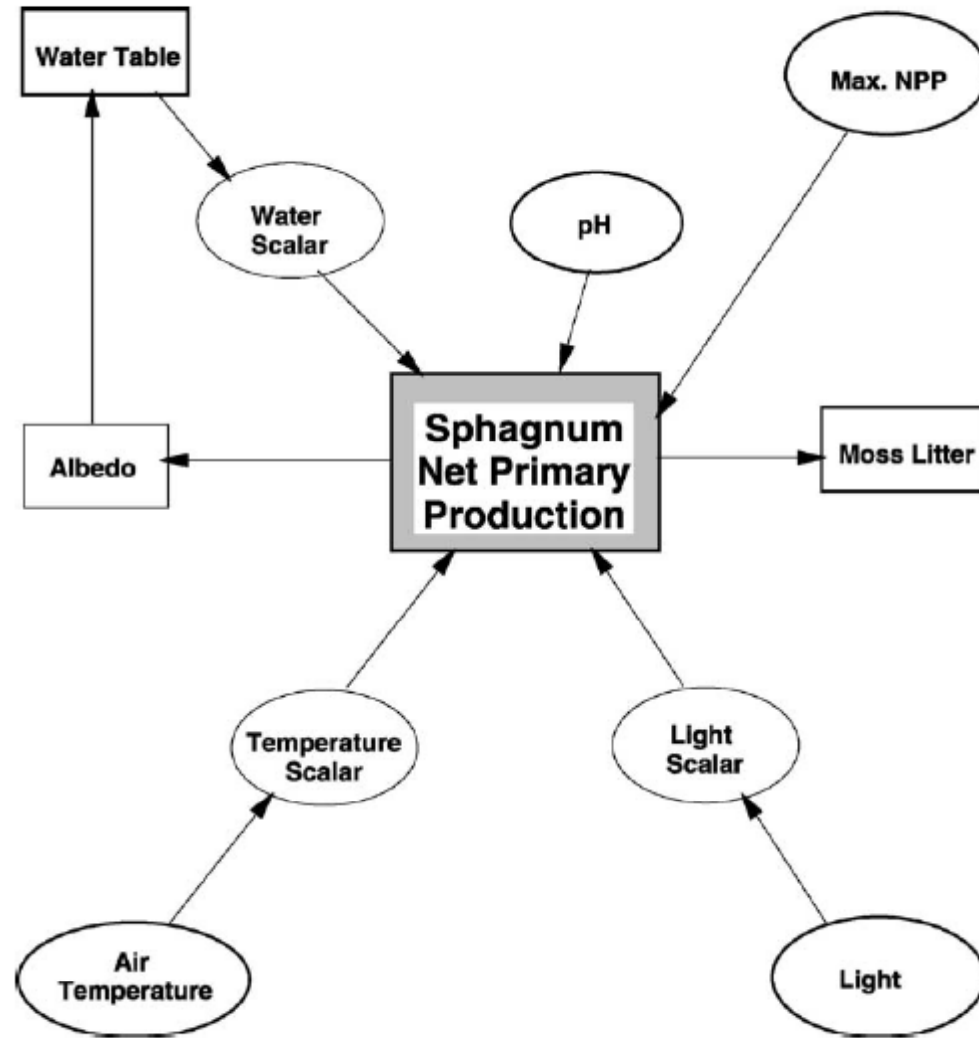 Water Table
Max. NPP
Water
Scalar
pH
Sphagnum
Net Primary
Production
Albedo
Moss Litter
Temperature
Scalar
Light
Scalar
Air
Temperature
Light